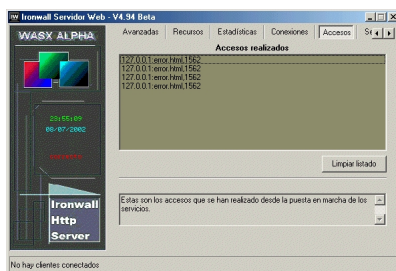 Ironwall Servidor Web - V4.94 Beta
WASX ALPHA
Avanzadas Recursos Estadísticas Conexiones Accesos
Accesos realizados
127.0.0.1:error.html,1562
127.0.0.1:error.html,1562
127.0.0.1:error.html,1562
127.0.0.1:error.html,1562
23:55:09
08/07/2002
Limpiar listado
Ironwall
Http
Server
Estas son los accesos que se han realizado desde la puesta en marcha de los
servicios.
No hay clientes conectados